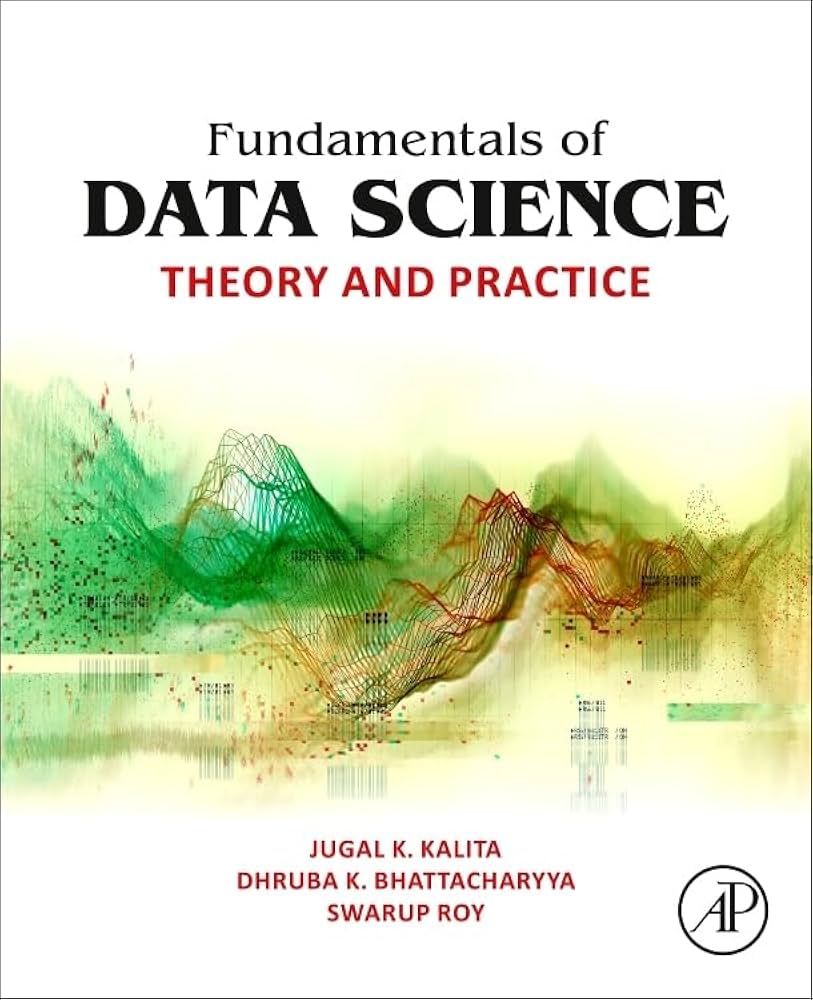 Fundamentals of
DATA SCIENCE
THEORY AND PRACTICE
JUGAL K. KALITA
DHRUBA K. BHATTACHARYYA
SWARUP ROY
AP